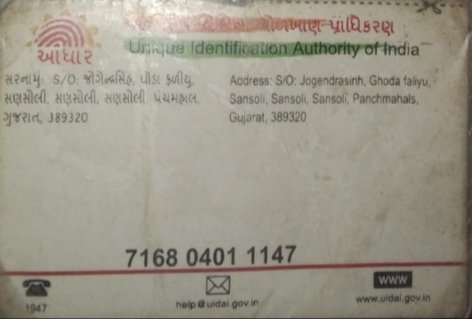 આધાર
ઓળખાણ-પ્રાધિકરણ
Unique Identification Authority of India
સરનામું: S/O: જોગેન્દ્રસિંહ, ઘોડા ફળીયુ,
સણસોલી, સણસોલી, સણસોલી, પંચમહાલ,
ગુજરાત, 389320
Address: S/O: Jogendrasinh, Ghoda faliyu,
Sansoli, Sansoli, Sansoli, Panchmahals,
Gujarat, 389320
7168 0401 1147
1947
help@uidai.gov.in
www
www.uidai.gov.in